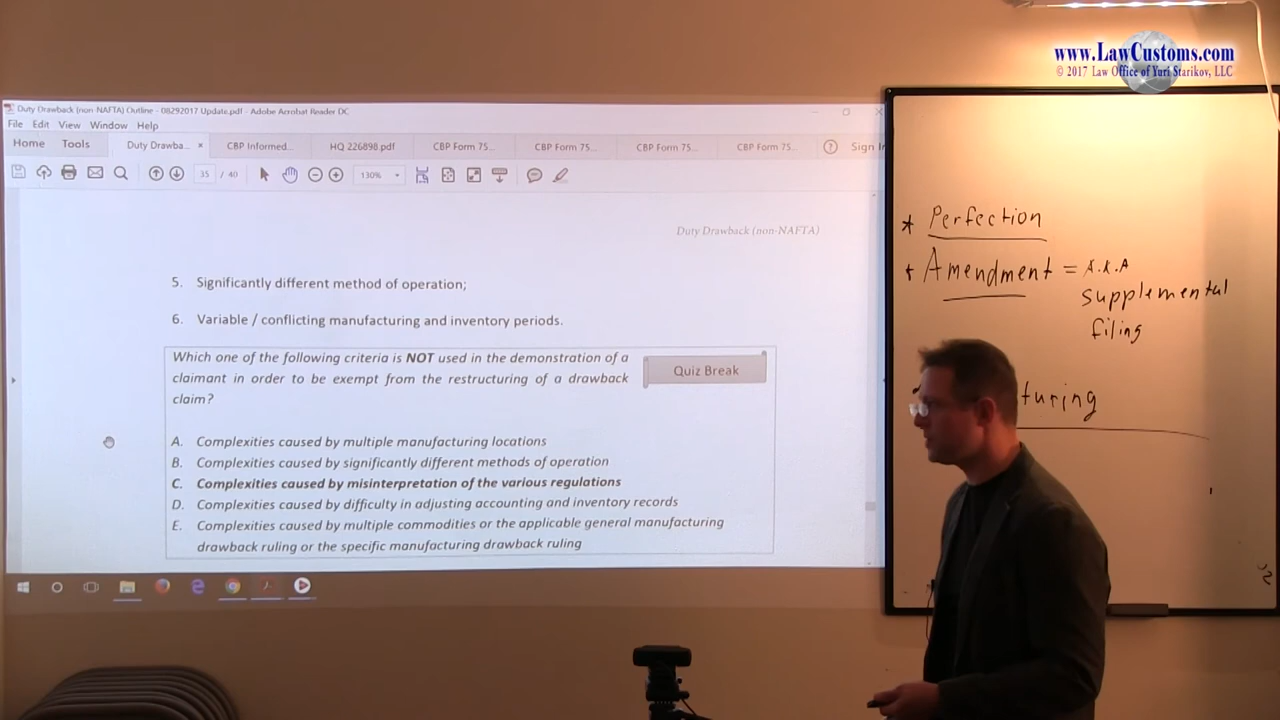 www.LawCustoms.com
© 2017 Law Office of Yuri Starikov, LLC
Duty Drawback (non-NAFTA) Outline - 08292017 Update.pdf - Adobe Acrobat Reader DC
File Edit View Window Help
Home Tools Duty Drawba... × CBP Informed... HQ 226898.pdf CBP Form 75... CBP Form 75... CBP Form 75... CBP Form 75... Sign In
35 / 40 130%
Duty Drawback (non-NAFTA)
5. Significantly different method of operation;
6. Variable / conflicting manufacturing and inventory periods.
Which one of the following criteria is NOT used in the demonstration of a
claimant in order to be exempt from the restructuring of a drawback
claim?
Quiz Break
A. Complexities caused by multiple manufacturing locations
B. Complexities caused by significantly different methods of operation
C. Complexities caused by misinterpretation of the various regulations
D. Complexities caused by difficulty in adjusting accounting and inventory records
E. Complexities caused by multiple commodities or the applicable general manufacturing
drawback ruling or the specific manufacturing drawback ruling
* Perfection
+ Amendment = A.K.A
supplemental
filing
turing